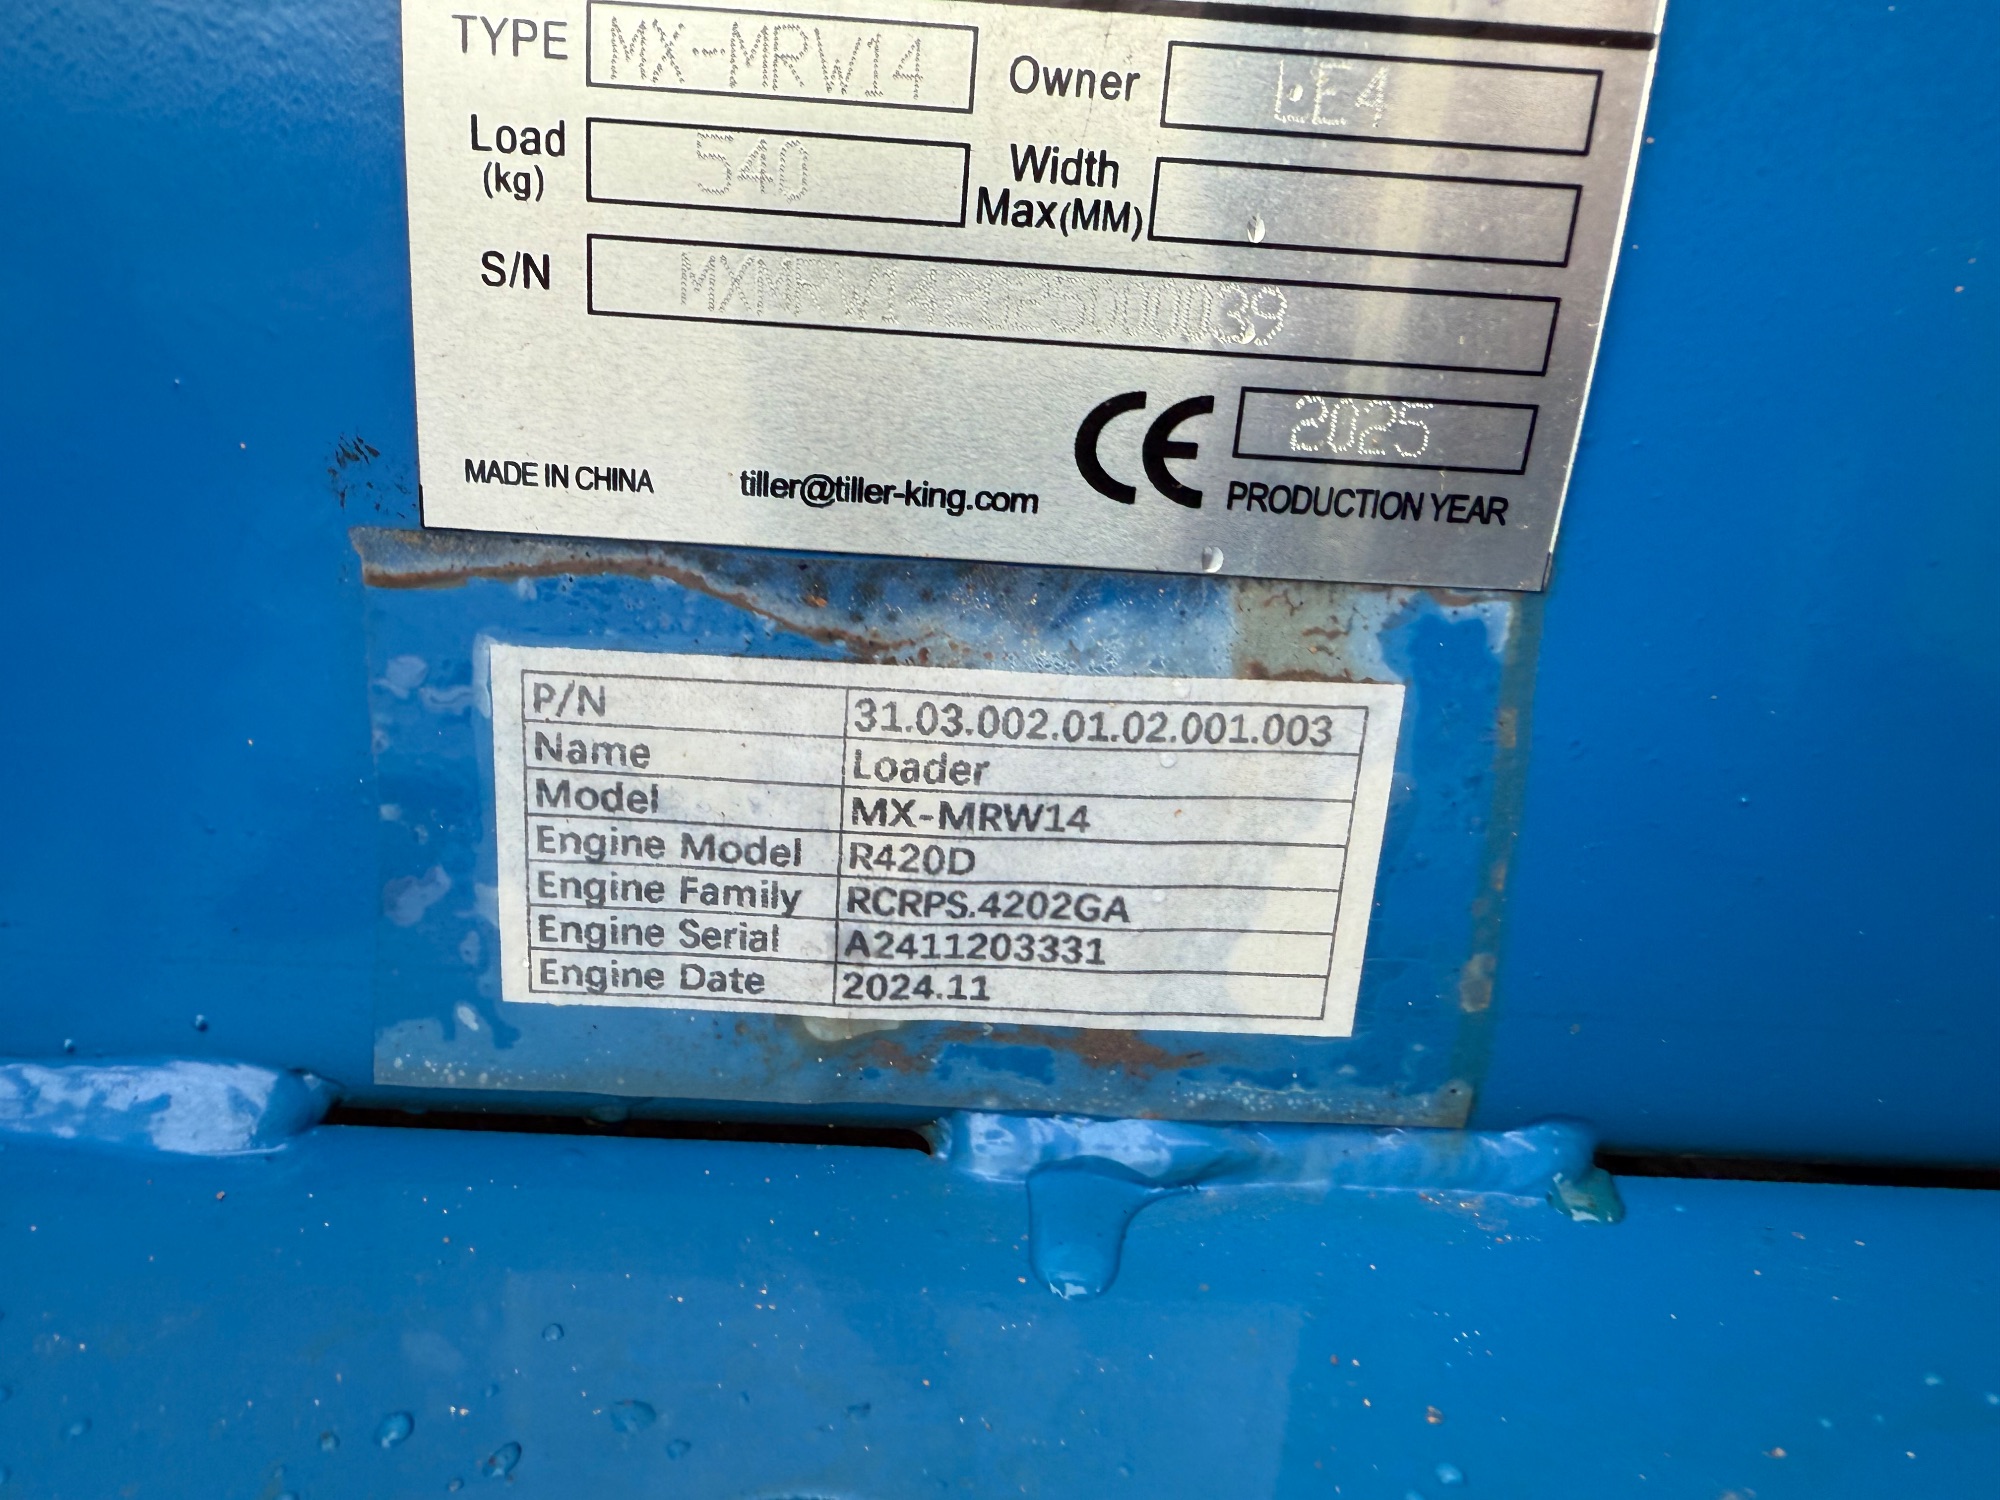 TYPE MX-MRW14 Owner
Load (kg) 540 Width Max(MM)
S/N
CE 2025
MADE IN CHINA tiller@tiller-king.com PRODUCTION YEAR
P/N 31.03.002.01.02.001.003
Name Loader
Model MX-MRW14
Engine Model R420D
Engine Family RCRPS.4202GA
Engine Serial A2411203331
Engine Date 2024.11